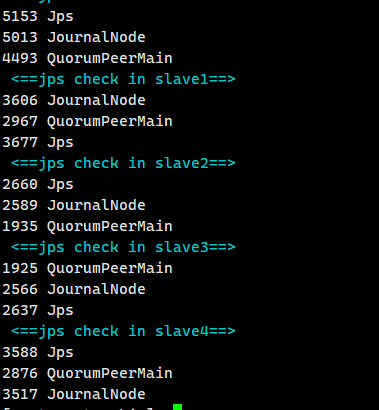 5153 Jps
5013 JournalNode
4493 QuorumPeerMain
<==jps check in slave1==>
3606 JournalNode
2967 QuorumPeerMain
3677 Jps
<==jps check in slave2==>
2660 Jps
2589 JournalNode
1935 QuorumPeerMain
<==jps check in slave3==>
1925 QuorumPeerMain
2566 JournalNode
2637 Jps
<==jps check in slave4==>
3588 Jps
2876 QuorumPeerMain
3517 JournalNode